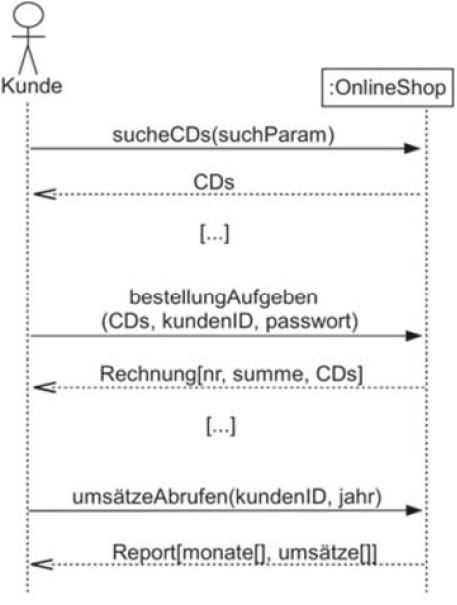 Kunde
:OnlineShop
sucheCDs(suchParam)
CDs
[...]
bestellungAufgeben
(CDs, kundenID, passwort)
Rechnung[nr, summe, CDs]
[...]
umsätzeAbrufen(kundenID, jahr)
Report[monate[], umsätze[]]